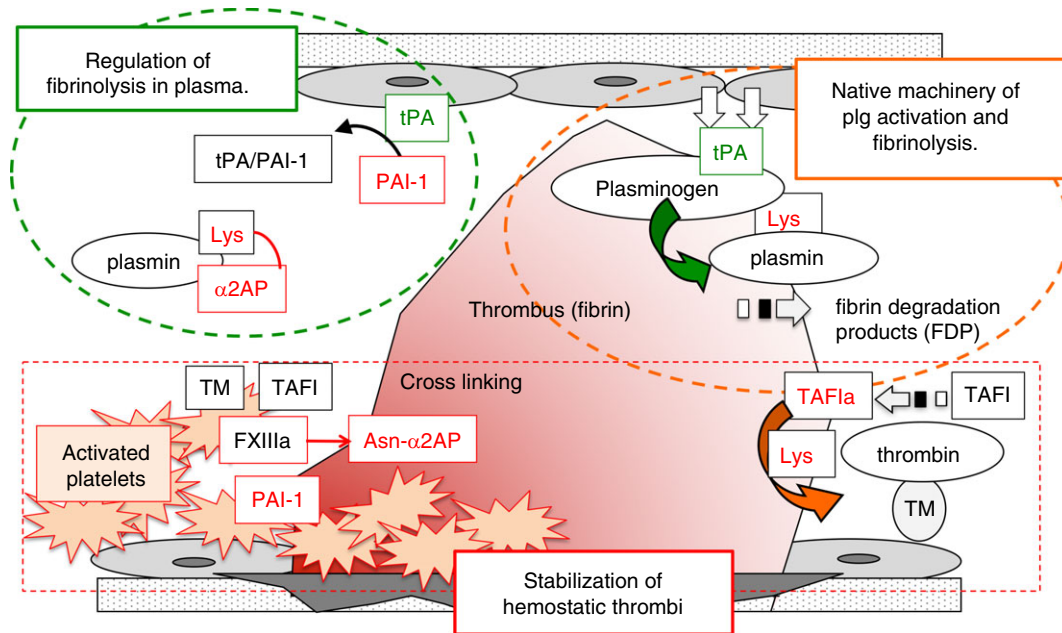 Regulation of
fibrinolysis in plasma.
tPA
tPA/PAI-1
PAI-1
Lys
plasmin
α2AP
Native machinery of
plg activation and
fibrinolysis.
tPA
Plasminogen
Lys
plasmin
Thrombus (fibrin)
fibrin degradation
products (FDP)
TM
TAFI
Cross linking
FXIIIa
Asn-α2AP
Activated
platelets
PAI-1
TAFIa
TAFI
Lys
thrombin
TM
Stabilization of
hemostatic thrombi